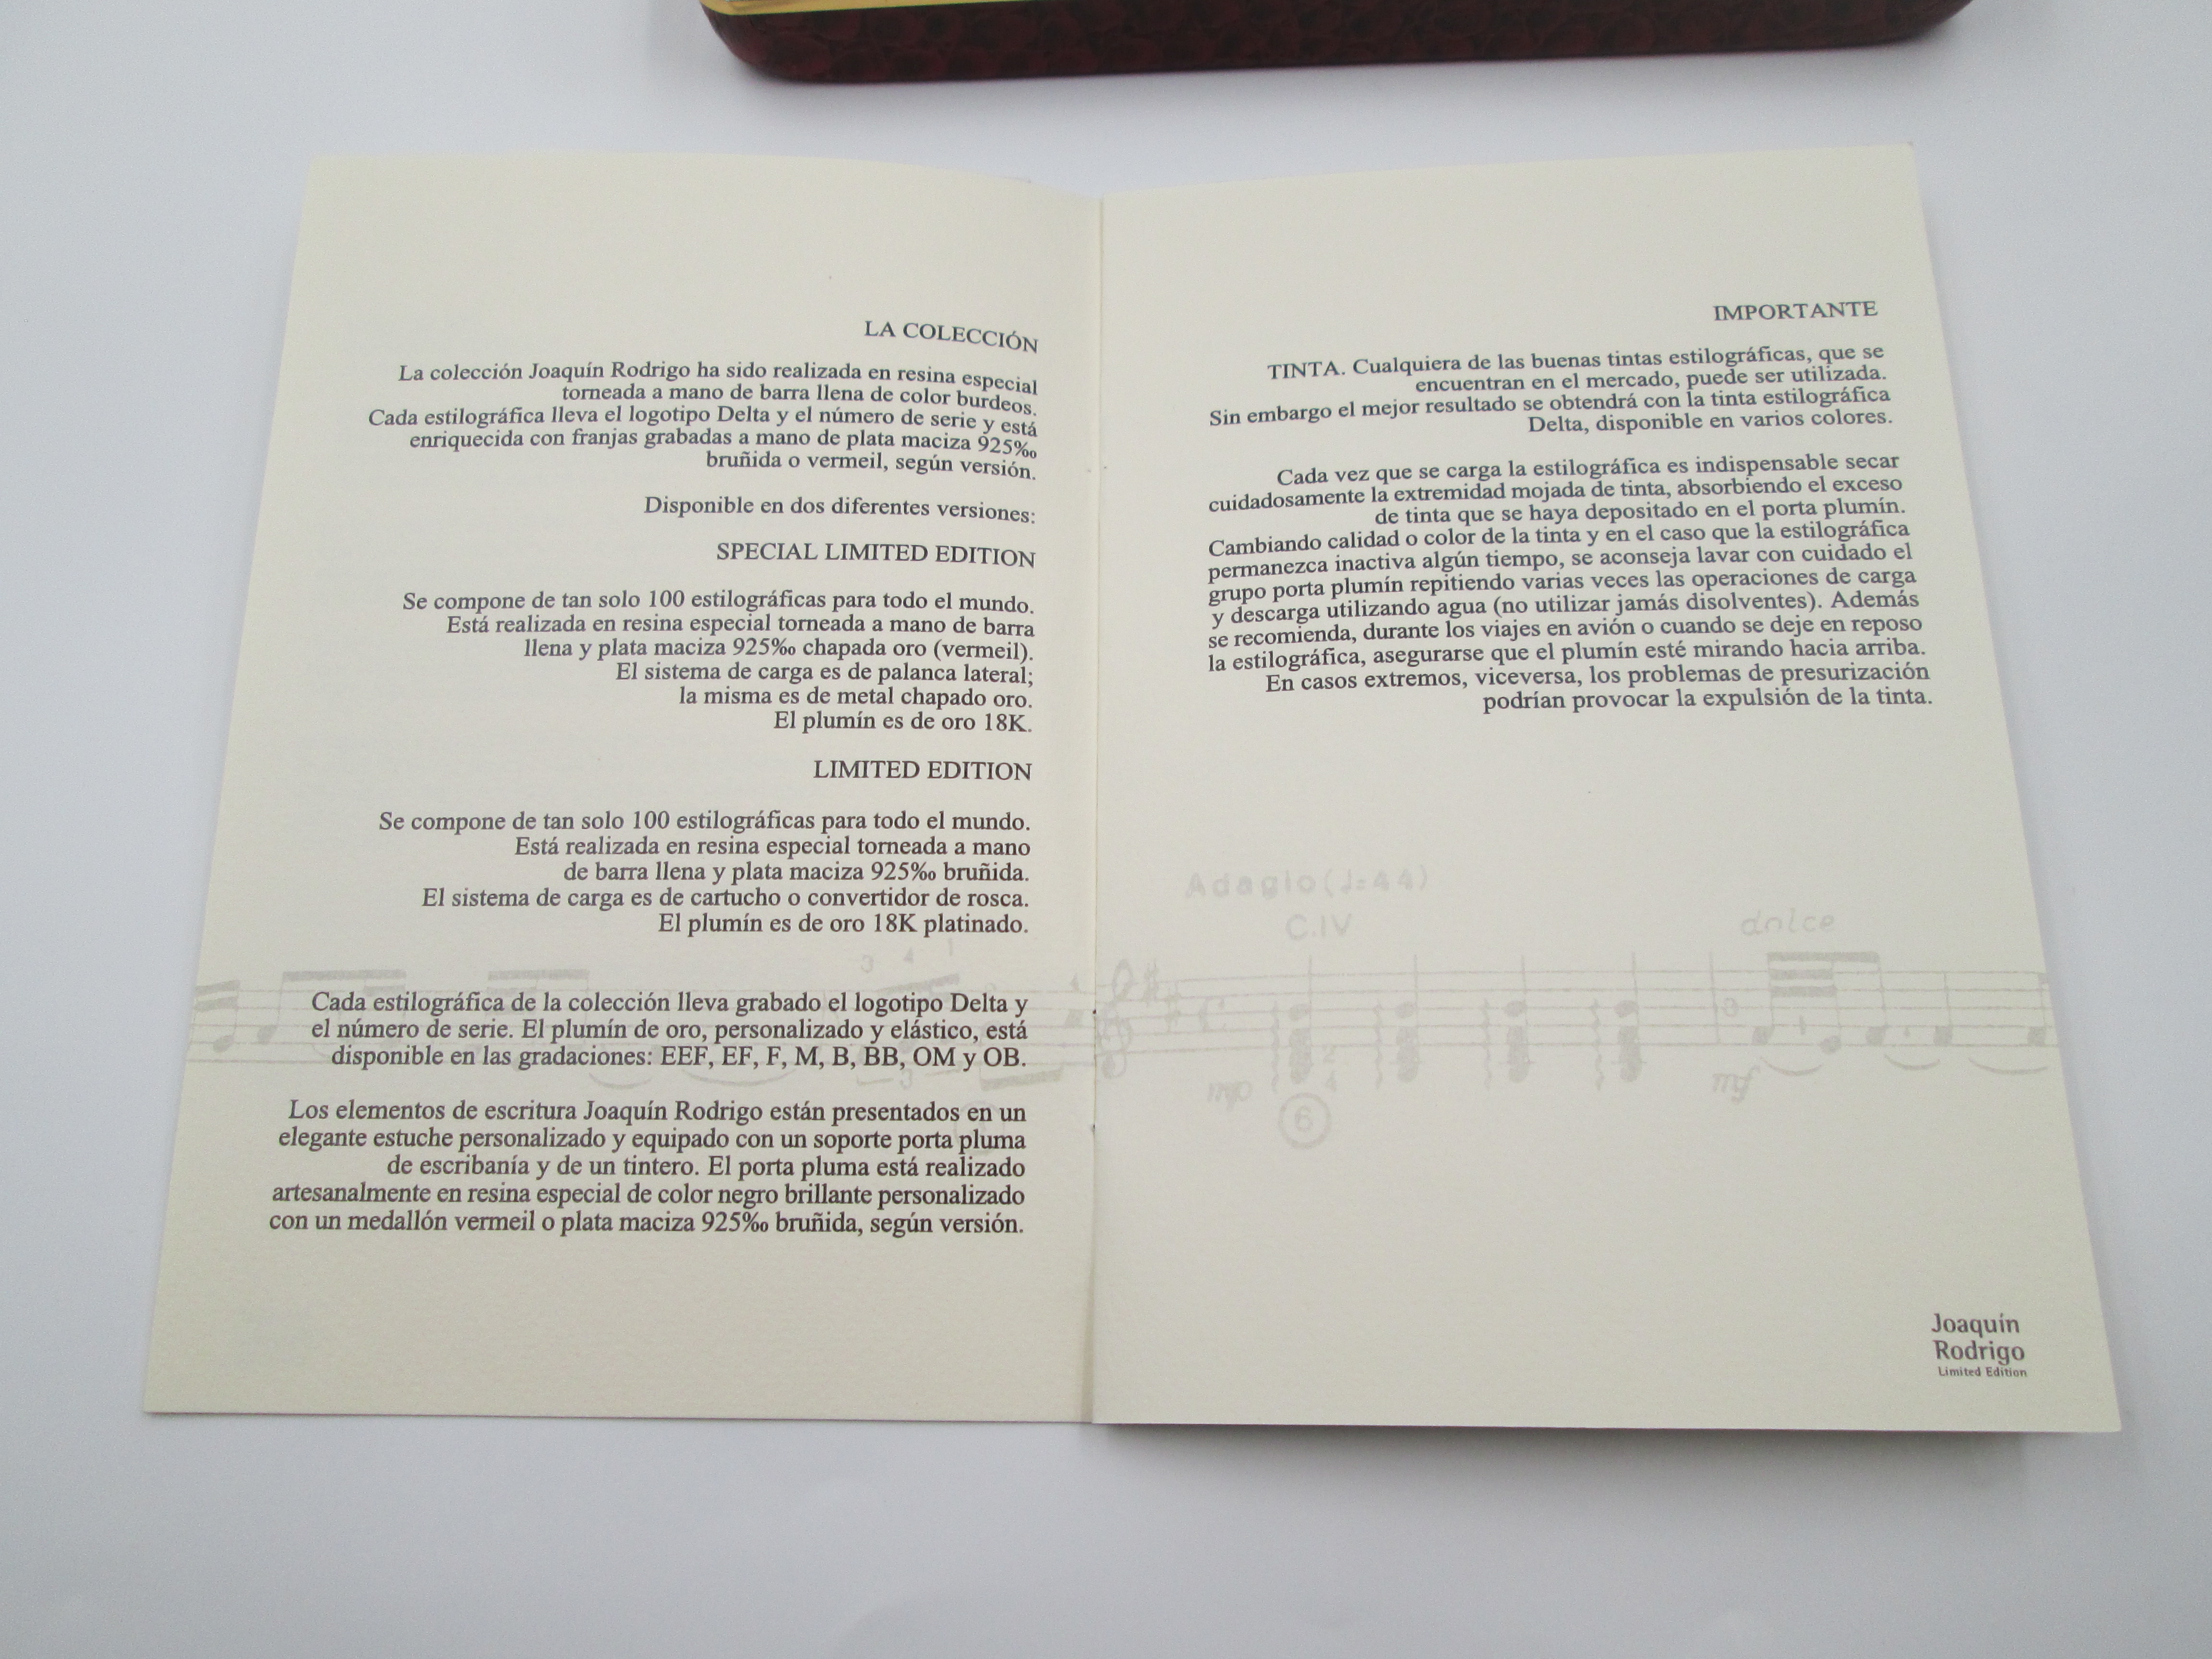 LA COLECCIÓN
La colección Joaquín Rodrigo ha sido realizada en resina especial
torneada a mano de barra llena de color burdeos.
Cada estilográfica lleva el logotipo Delta y el número de serie y está
enriquecida con franjas grabadas a mano de plata maciza 925‰
bruñida o vermeil, según versión.
Disponible en dos diferentes versiones:
SPECIAL LIMITED EDITION
Se compone de tan solo 100 estilográficas para todo el mundo.
Está realizada en resina especial torneada a mano de barra
llena y plata maciza 925‰ chapada oro (vermeil).
El sistema de carga es de palanca lateral;
la misma es de metal chapado oro.
El plumín es de oro 18K.
LIMITED EDITION
Se compone de tan solo 100 estilográficas para todo el mundo.
Está realizada en resina especial torneada a mano
de barra llena y plata maciza 925‰ bruñida.
El sistema de carga es de cartucho o convertidor de rosca.
El plumín es de oro 18K platinado.
3 4 1
Cada estilográfica de la colección lleva grabado el logotipo Delta y
el número de serie. El plumín de oro, personalizado y elástico, está
disponible en las gradaciones: EEF, EF, F, M, B, BB, OM y OB.
3
Los elementos de escritura Joaquín Rodrigo están presentados en un
elegante estuche personalizado y equipado con un soporte porta pluma
de escribanía y de un tintero. El porta pluma está realizado
artesanalmente en resina especial de color negro brillante personalizado
con un medallón vermeil o plata maciza 925‰ bruñida, según versión.
IMPORTANTE
TINTA. Cualquiera de las buenas tintas estilográficas, que se
encuentran en el mercado, puede ser utilizada.
Sin embargo el mejor resultado se obtendrá con la tinta estilográfica
Delta, disponible en varios colores.
Cada vez que se carga la estilográfica es indispensable secar
cuidadosamente la extremidad mojada de tinta, absorbiendo el exceso
de tinta que se haya depositado en el porta plumín.
Cambiando calidad o color de la tinta y en el caso que la estilográfica
permanezca inactiva algún tiempo, se aconseja lavar con cuidado el
grupo porta plumín repitiendo varias veces las operaciones de carga
y descarga utilizando agua (no utilizar jamás disolventes). Además
se recomienda, durante los viajes en avión o cuando se deje en reposo
la estilográfica, asegurarse que el plumín esté mirando hacia arriba.
En casos extremos, viceversa, los problemas de presurización
podrían provocar la expulsión de la tinta.
Adagio (♩=44)
C.IV dolce
2
4
mp mf
6
Joaquín
Rodrigo
Limited Edition